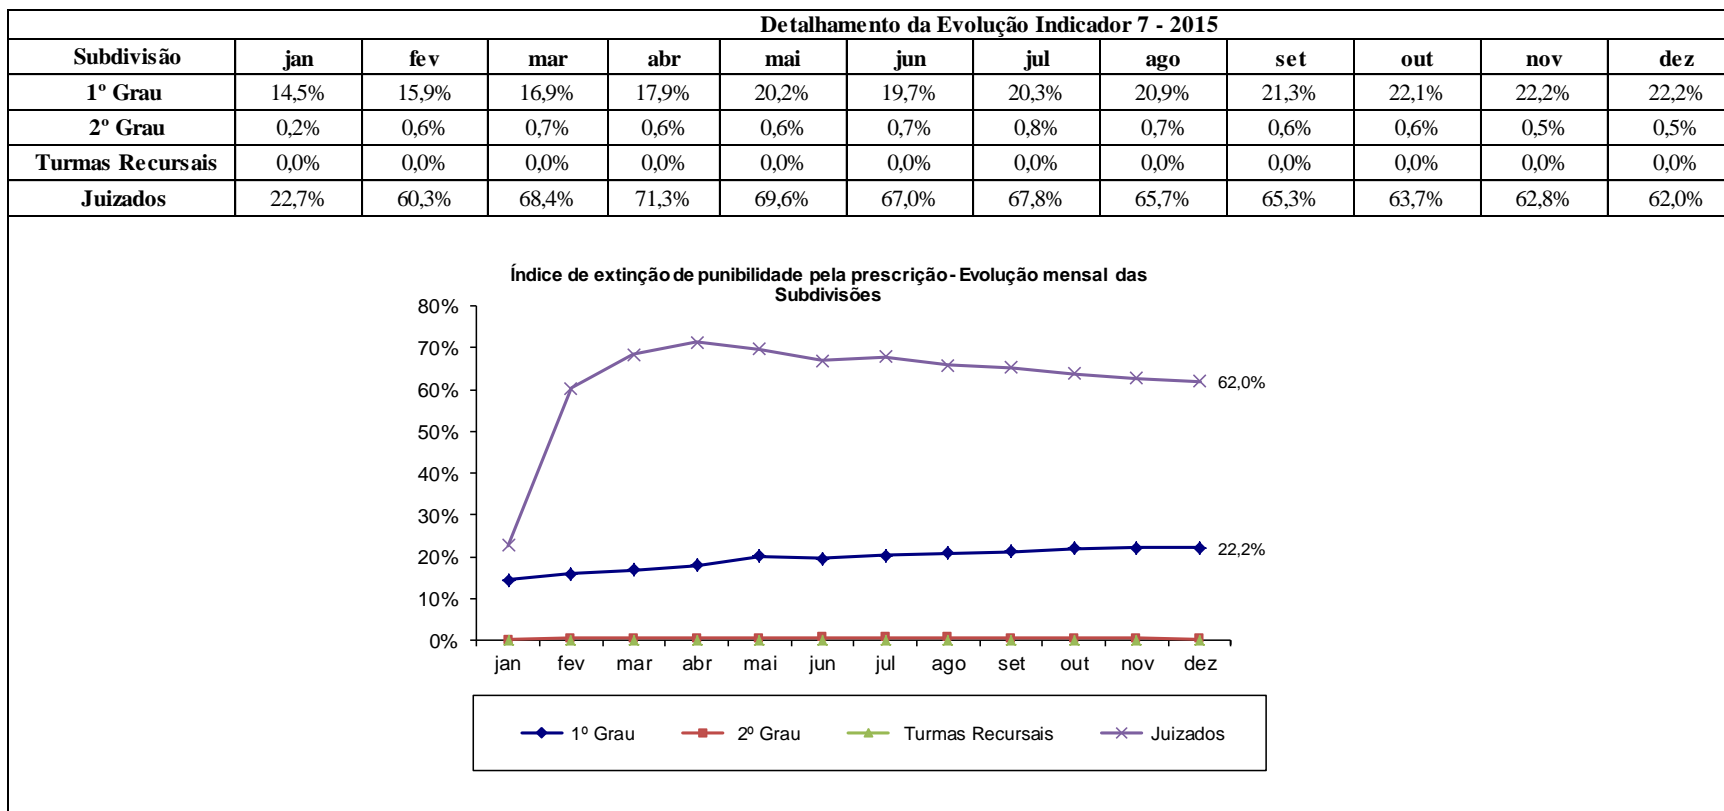 Detalhamento da Evolução Indicador 7 - 2015
Subdivisão jan fev mar abr mai jun jul ago set out nov dez
1º Grau 14,5% 15,9% 16,9% 17,9% 20,2% 19,7% 20,3% 20,9% 21,3% 22,1% 22,2% 22,2%
2º Grau 0,2% 0,6% 0,7% 0,6% 0,6% 0,7% 0,8% 0,7% 0,6% 0,6% 0,5% 0,5%
Turmas Recursais 0,0% 0,0% 0,0% 0,0% 0,0% 0,0% 0,0% 0,0% 0,0% 0,0% 0,0% 0,0%
Juizados 22,7% 60,3% 68,4% 71,3% 69,6% 67,0% 67,8% 65,7% 65,3% 63,7% 62,8% 62,0%
Índice de extinção de punibilidade pela prescrição - Evolução mensal das
Subdivisões
80%
70%
60%
50%
40%
30%
20%
10%
0%
62,0%
22,2%
jan fev mar abr mai jun jul ago set out nov dez
1º Grau 2º Grau Turmas Recursais Juizados